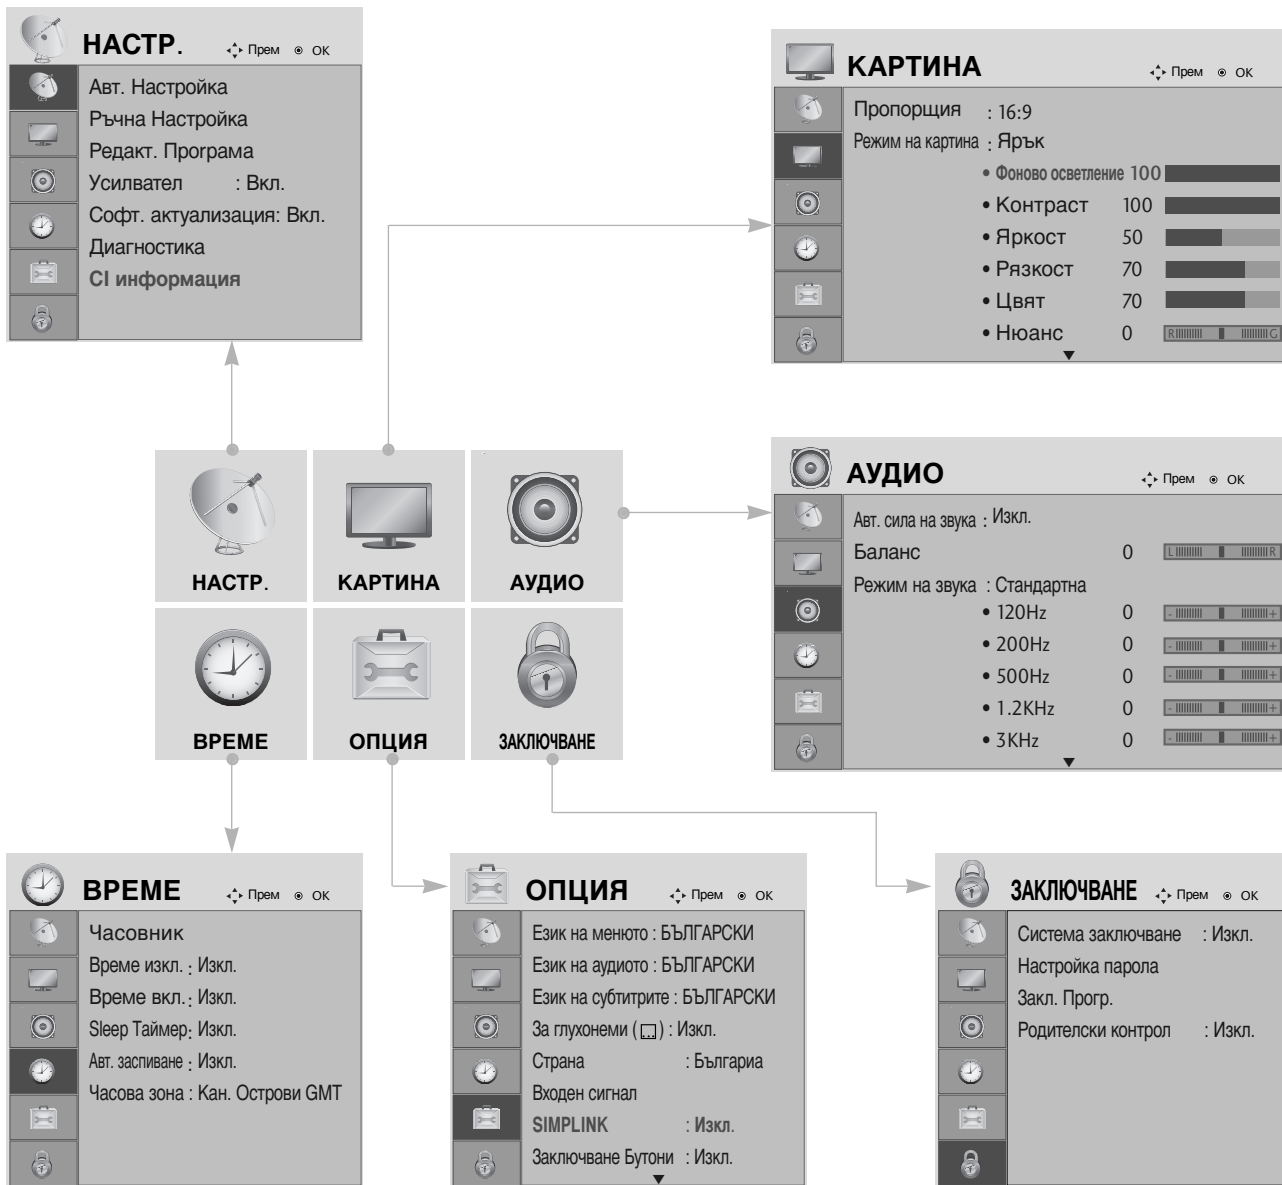 НАСТР. Прем OK
Авт. Настройка
Ръчна Настройка
Редакт. Програма
Усилвател : Вкл.
Софт. актуализация: Вкл.
Диагностика
CI информация
КАРТИНА Прем OK
Пропорщия : 16:9
Режим на картина : Ярък
• Фоново осветление 100
• Контраст 100
• Яркост 50
• Рязкост 70
• Цвят 70
• Нюанс 0 R G
НАСТР.
КАРТИНА
АУДИО
ВРЕМЕ
ОПЦИЯ
ЗАКЛЮЧВАНЕ
АУДИО Прем OK
Авт. сила на звука : Изкл.
Баланс 0 L R
Режим на звука : Стандартна
• 120Hz 0 - +
• 200Hz 0 - +
• 500Hz 0 - +
• 1.2KHz 0 - +
• 3KHz 0 - +
ВРЕМЕ Прем OK
Часовник
Време изкл. : Изкл.
Време вкл. : Изкл.
Sleep Таймер: Изкл.
Авт. заспиване : Изкл.
Часова зона : Кан. Острови GMT
ОПЦИЯ Прем OK
Език на менюто : БЪЛГАРСКИ
Език на аудиото : БЪЛГАРСКИ
Език на субтитрите : БЪЛГАРСКИ
За глухонеми ( ) : Изкл.
Страна : Българиа
Входен сигнал
SIMPLINK : Изкл.
Заключване Бутони : Изкл.
ЗАКЛЮЧВАНЕ Прем OK
Система заключване : Изкл.
Настройка парола
Закл. Прогр.
Родителски контрол : Изкл.